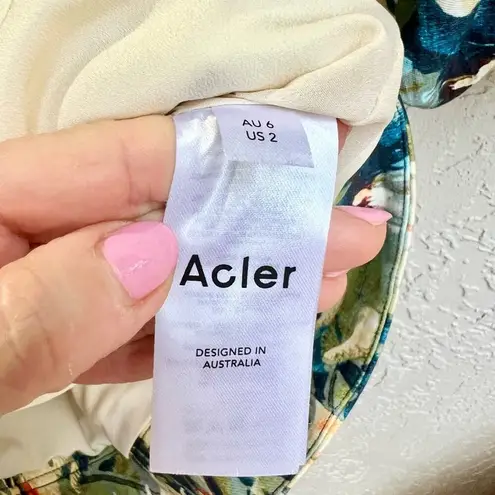 AU 6
US 2
Acler
DESIGNED IN
AUSTRALIA